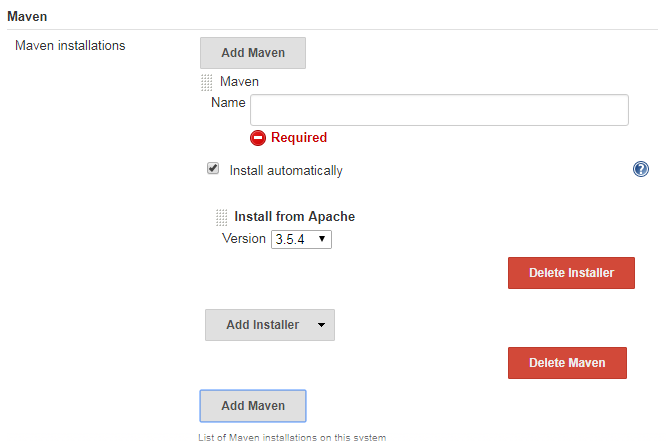 Maven
Maven installations
Add Maven
Maven
Name
Required
Install automatically
?
Install from Apache
Version 3.5.4
Delete Installer
Add Installer
Delete Maven
Add Maven
List of Maven installations on this system